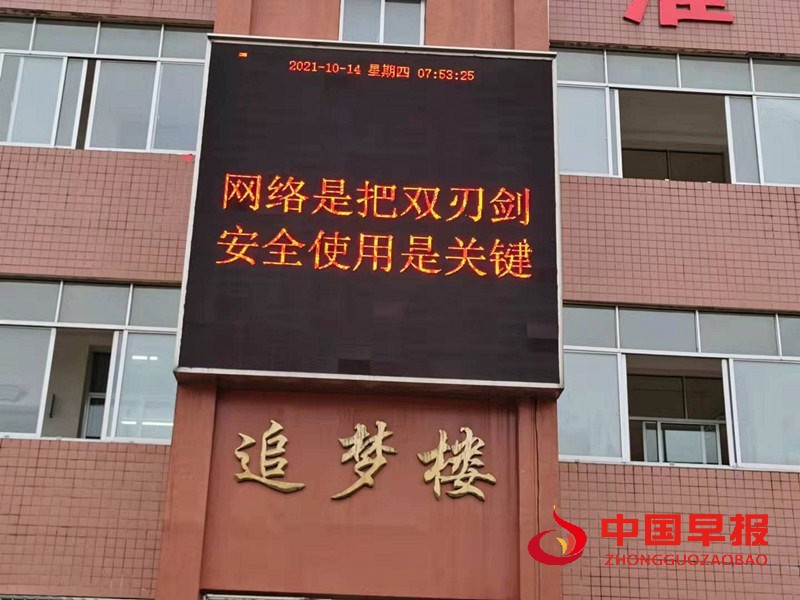 准
2021-10-14 星期四 07:53:25
网络是把双刃剑
安全使用是关键
追梦楼
中国早报
ZHONGGUOZAOBAO